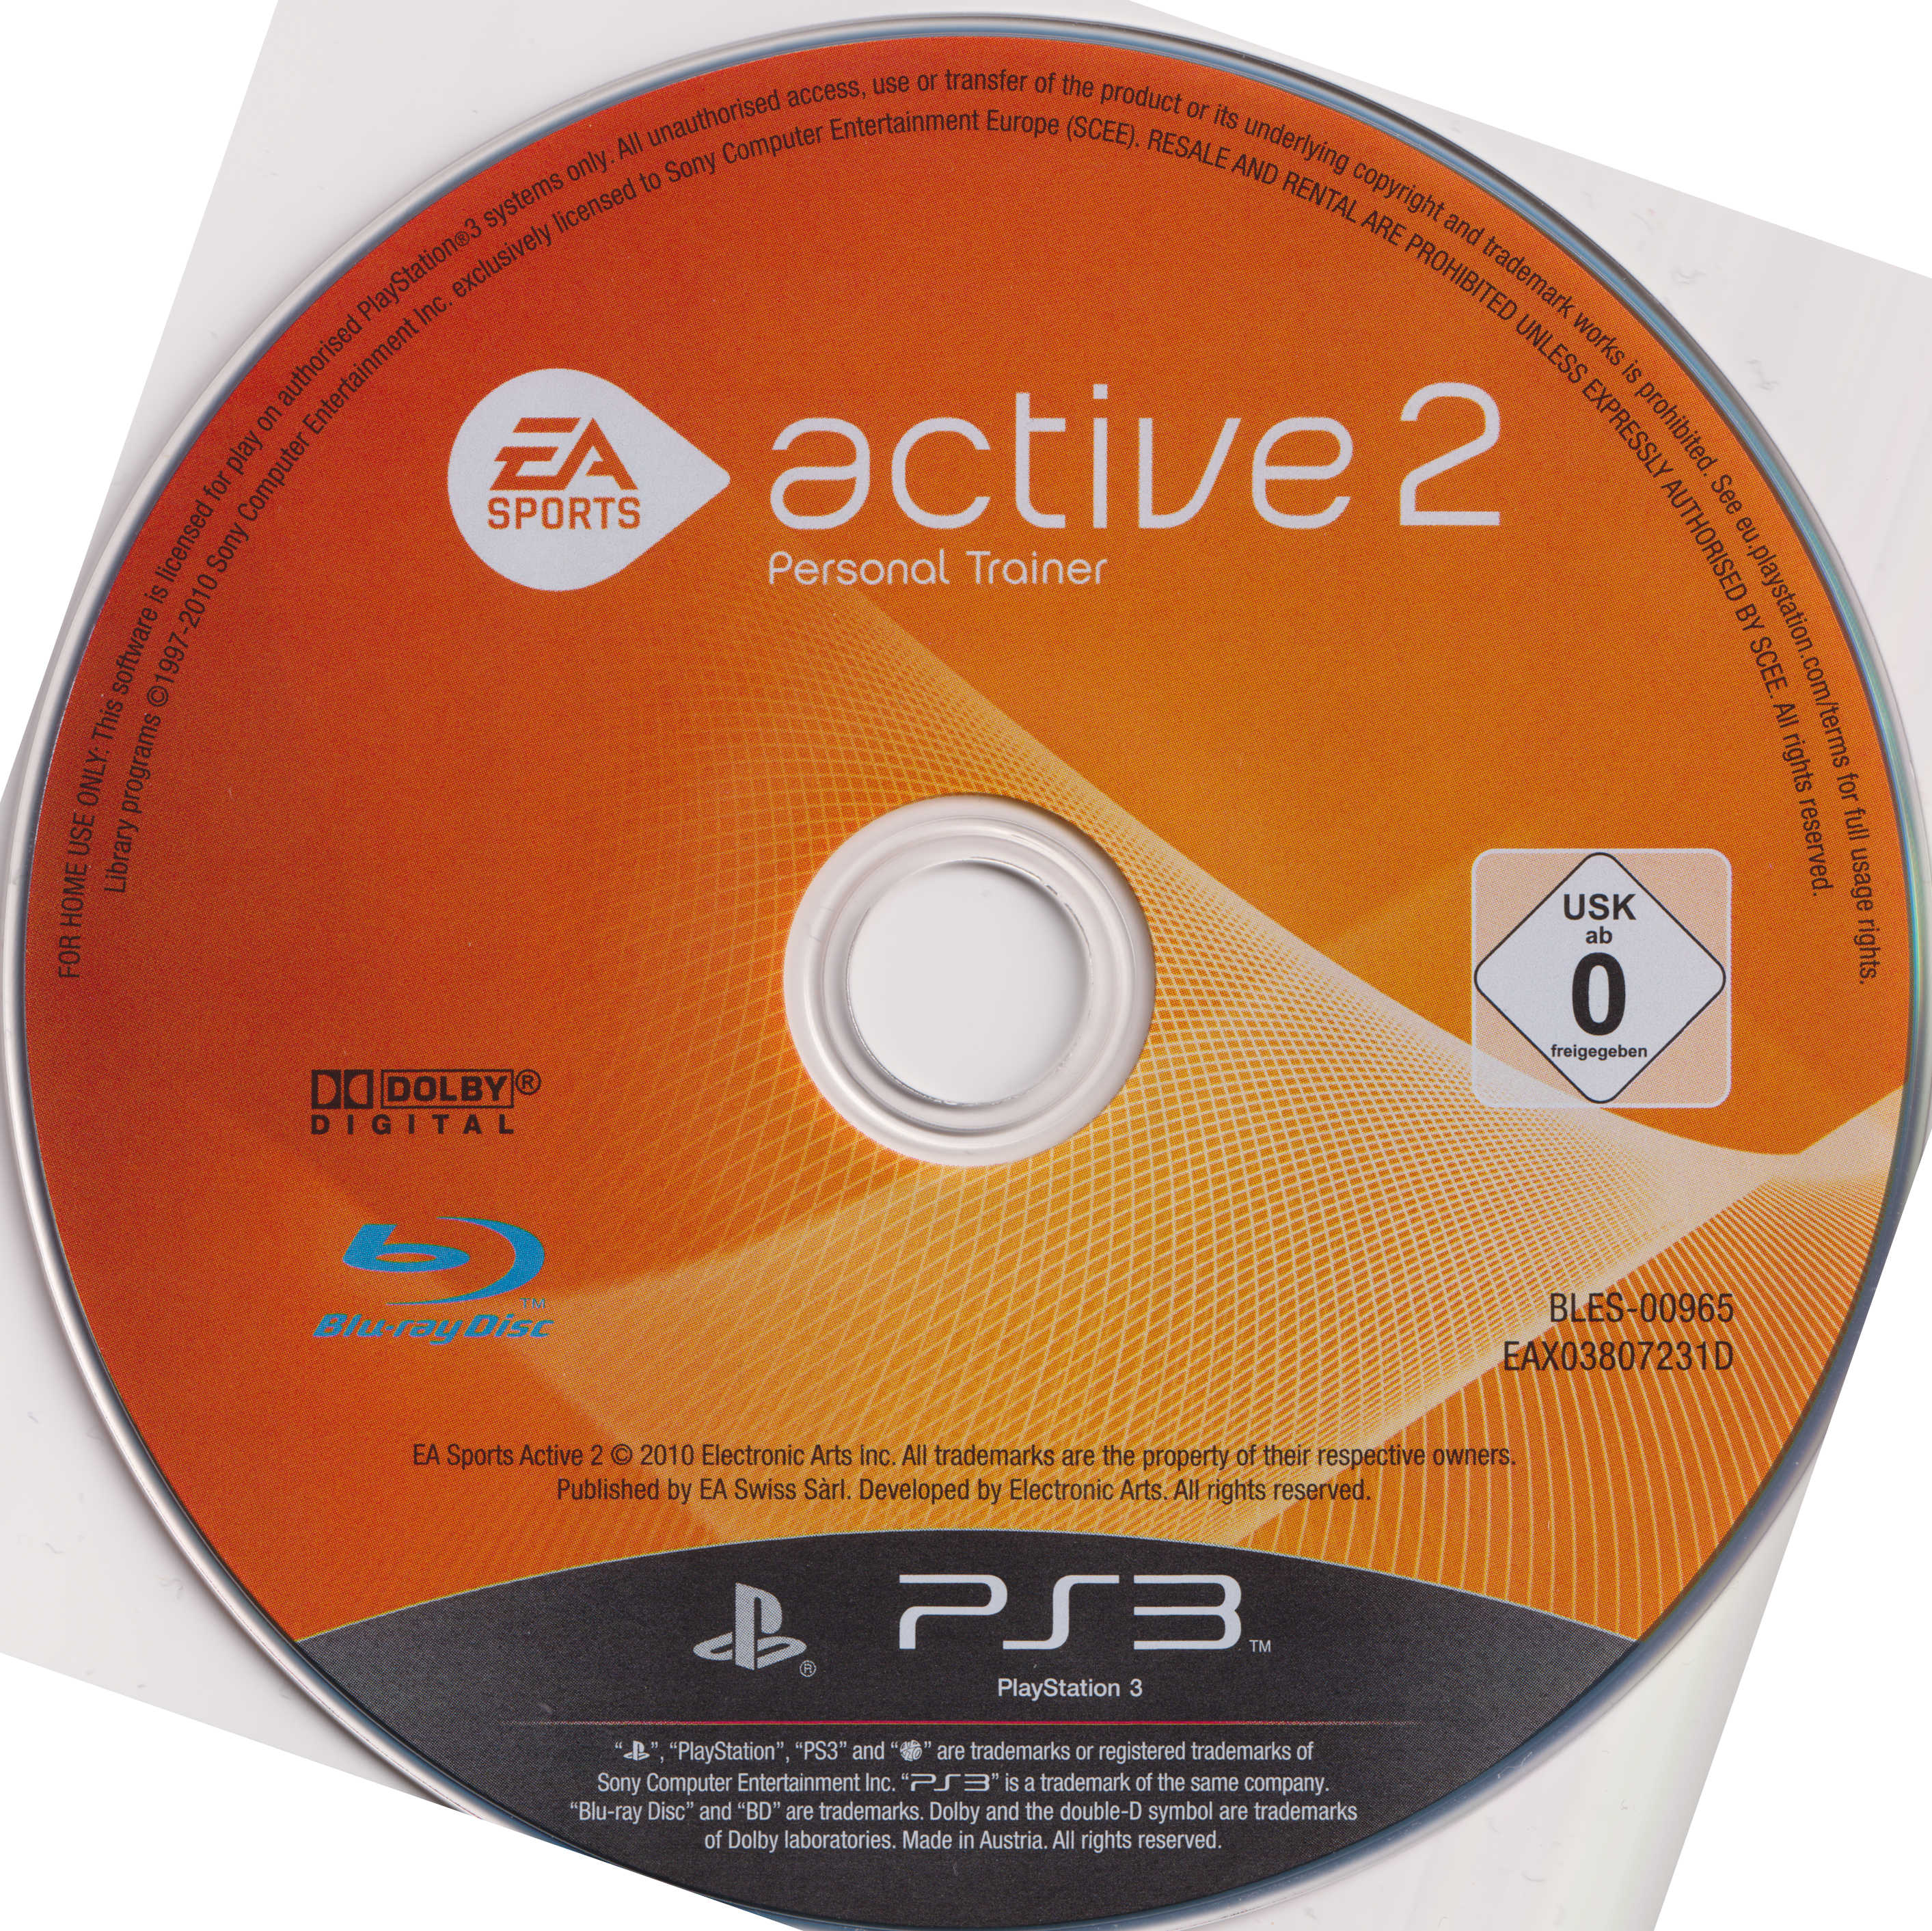 FOR HOME USE ONLY: This software is licensed for play on authorised PlayStation®3 systems only. All unauthorised access, use or transfer of the product or its underlying copyright and trademark works is prohibited. See eu.playstation.com/terms for full usage rights.
Library programs ©1997-2010 Sony Computer Entertainment Inc. exclusively licensed to Sony Computer Entertainment Europe (SCEE). RESALE AND RENTAL ARE PROHIBITED UNLESS EXPRESSLY AUTHORISED BY SCEE. All rights reserved.
EA
SPORTS
active 2
Personal Trainer
USK
ab
0
freigegeben
DOLBY®
DIGITAL
Blu-ray Disc™
BLES-00965
EAX03807231D
EA Sports Active 2 © 2010 Electronic Arts Inc. All trademarks are the property of their respective owners.
Published by EA Swiss Sàrl. Developed by Electronic Arts. All rights reserved.
® PS3™
PlayStation 3
“”, “PlayStation”, “PS3” and “” are trademarks or registered trademarks of
Sony Computer Entertainment Inc. “PS3” is a trademark of the same company.
“Blu-ray Disc” and “BD” are trademarks. Dolby and the double-D symbol are trademarks
of Dolby laboratories. Made in Austria. All rights reserved.